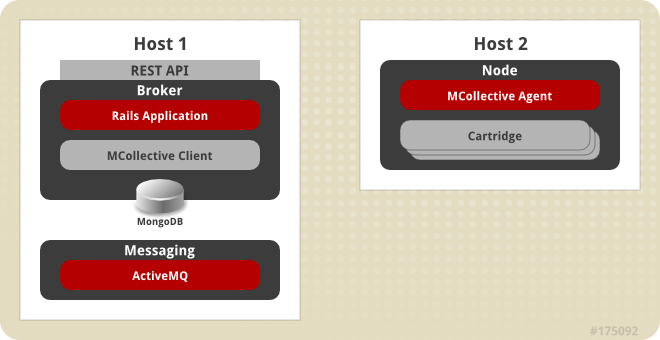 Host 1
REST API
Broker
Rails Application
MCollective Client
MongoDB
Messaging
ActiveMQ
Host 2
Node
MCollective Agent
Cartridge
#175092